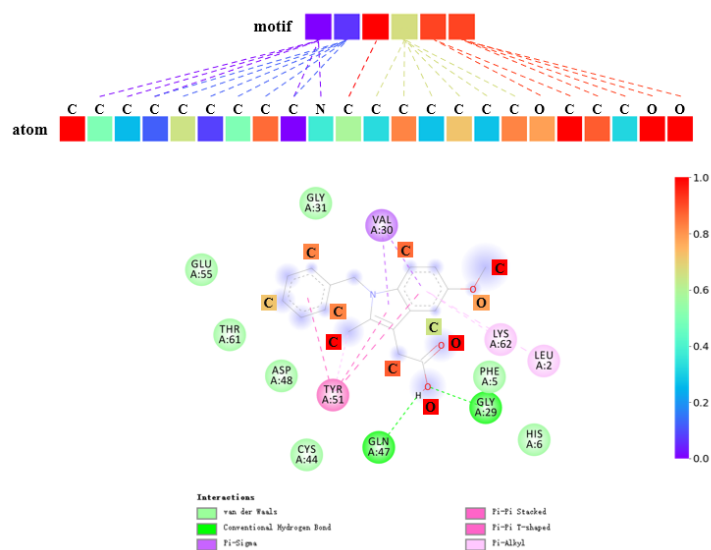 motif
C C C C C C C C C N C C C C C C C O C C C O O
atom
1.0
0.8
0.6
0.4
0.2
0.0
GLY
A:31
VAL
A:30
GLU
A:55
C
C
C
N
O
O
C
C
THR
A:61
C
C
LYS
A:62
LEU
A:2
O
O
ASP
A:48
C
PHE
A:5
TYR
A:51
O
H
O
GLY
A:29
CYS
A:44
GLN
A:47
HIS
A:6
Interactions
van der Waals
Conventional Hydrogen Bond
Pi-Sigma
Pi-Pi Stacked
Pi-Pi T-shaped
Pi-Alkyl